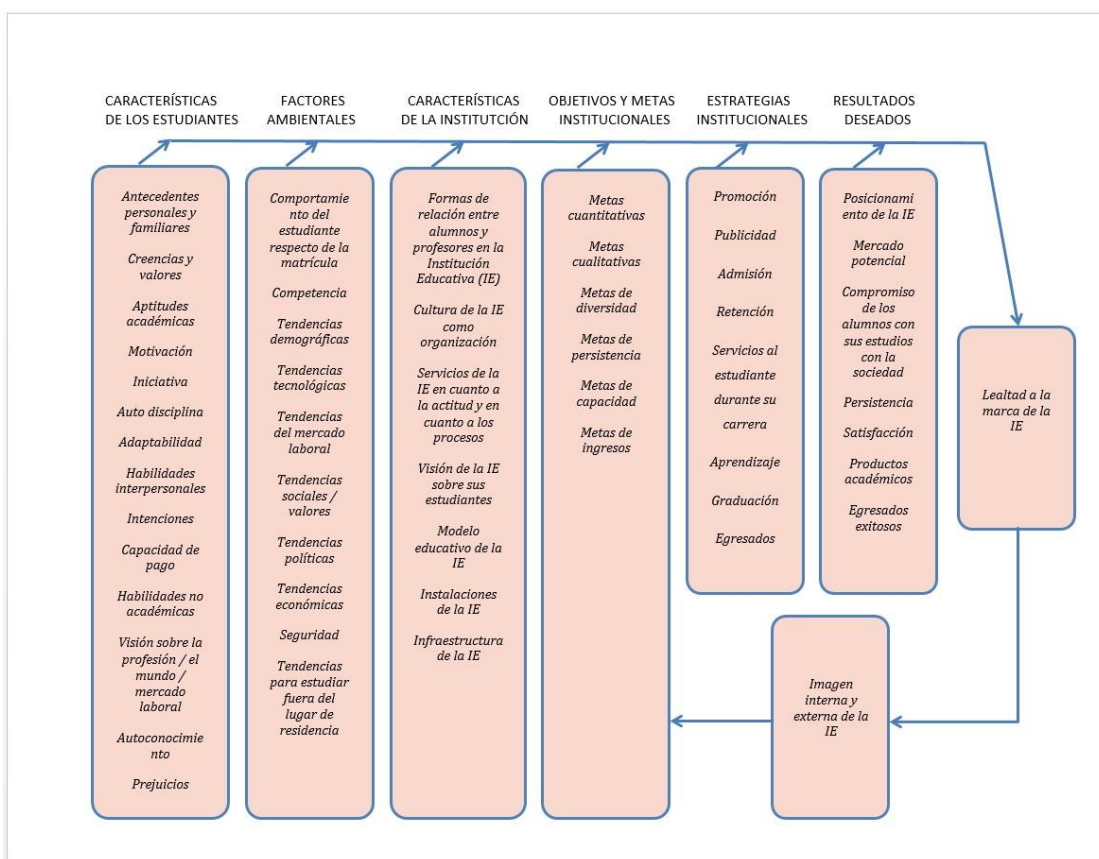 CARACTERÍSTICAS
DE LOS ESTUDIANTES
FACTORES
AMBIENTALES
CARACTERÍSTICAS
DE LA INSTITUTCIÓN
OBJETIVOS Y METAS
INSTITUCIONALES
ESTRATEGIAS
INSTITUCIONALES
RESULTADOS
DESEADOS
Antecedentes
personales y
familiares
Creencias y
valores
Aptitudes
académicas
Motivación
Iniciativa
Auto disciplina
Adaptabilidad
Habilidades
interpersonales
Intenciones
Capacidad de
pago
Habilidades no
académicas
Visión sobre la
profesión / el
mundo /
mercado
laboral
Autoconocimie
nto
Prejuicios
Comportamie
nto del
estudiante
respecto de la
matrícula
Competencia
Tendencias
demográficas
Tendencias
tecnológicas
Tendencias
del mercado
laboral
Tendencias
sociales /
valores
Tendencias
políticas
Tendencias
económicas
Seguridad
Tendencias
para estudiar
fuera del
lugar de
residencia
Formas de
relación entre
alumnos y
profesores en la
Institución
Educativa (IE)
Cultura de la IE
como
organización
Servicios de la
IE en cuanto a
la actitud y en
cuanto a los
procesos
Visión de la IE
sobre sus
estudiantes
Modelo
educativo de la
IE
Instalaciones
de la IE
Infraestructura
de la IE
Metas
cuantitativas
Metas
cualitativas
Metas de
diversidad
Metas de
persistencia
Metas de
capacidad
Metas de
ingresos
Promoción
Publicidad
Admisión
Retención
Servicios al
estudiante
durante su
carrera
Aprendizaje
Graduación
Egresados
Posicionami
ento de la IE
Mercado
potencial
Compromiso
de los
alumnos con
sus estudios
con la
sociedad
Persistencia
Satisfacción
Productos
académicos
Egresados
exitosos
Lealtad a la
marca de la
IE
Imagen
interna y
externa de la
IE